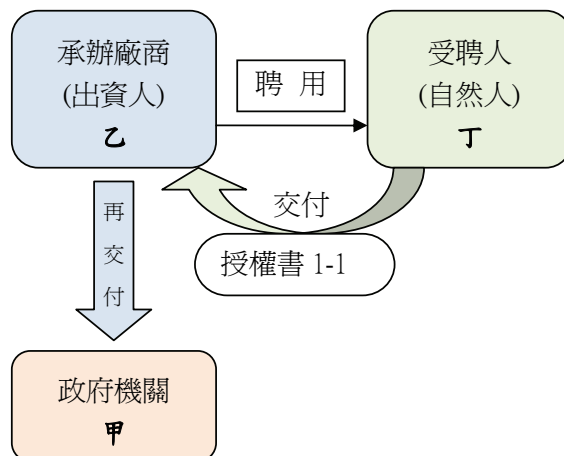 承辦廠商
(出資人)
乙
聘 用
受聘人
(自然人)
丁
交付
授權書 1-1
再
交
付
政府機關
甲